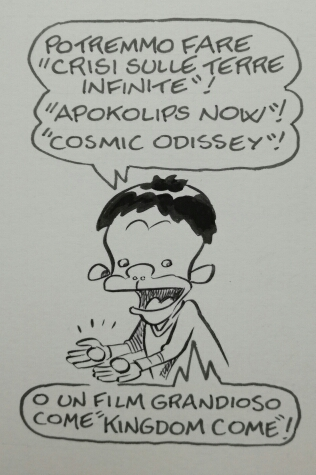 POTREMMO FARE
"CRISI SULLE TERRE
INFINITE"!
"APOKOLIPS NOW"!
"COSMIC ODISSEY"!
O UN FILM GRANDIOSO
COME "KINGDOM COME"!